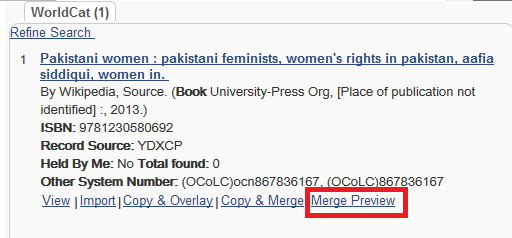 WorldCat (1)
Refine Search
1 Pakistani women : pakistani feminists, women's rights in pakistan, aafia
siddiqui, women in.
By Wikipedia, Source. (Book University-Press Org, [Place of publication not
identified] :, 2013.)
ISBN: 9781230580692
Record Source: YDXCP
Held By Me: No Total found: 0
Other System Number: (OCoLC)ocn867836167, (OCoLC)867836167
View | Import | Copy & Overlay | Copy & Merge | Merge Preview